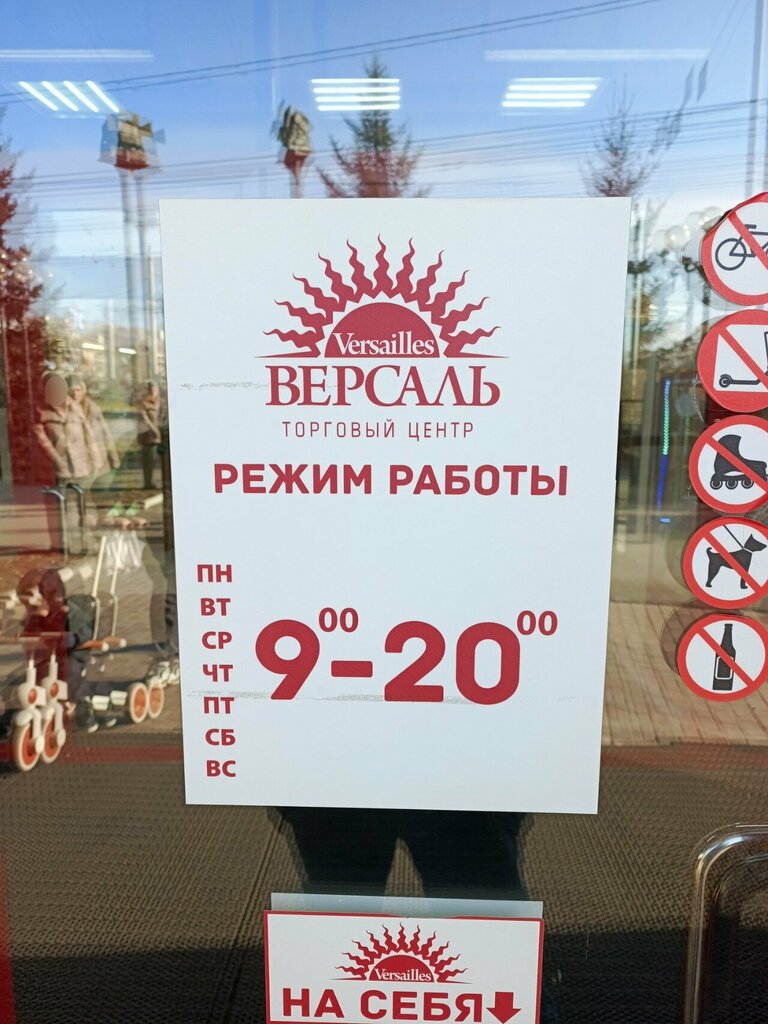 Versailles
ВЕРСАЛЬ
ТОРГОВЫЙ ЦЕНТР
РЕЖИМ РАБОТЫ
ПН
ВТ
СР
ЧТ
ПТ
СБ
ВС
9⁰⁰-20⁰⁰
Versailles
НА СЕБЯ